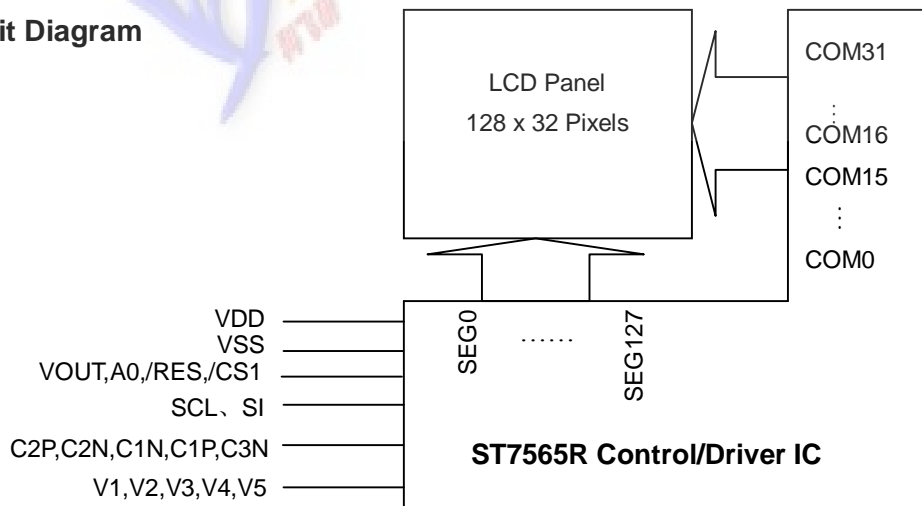 it Diagram
LCD Panel
128 x 32 Pixels
COM31
⋮
COM16
COM15
⋮
COM0
SEG0
......
SEG127
VDD
VSS
VOUT,A0,/RES,/CS1
SCL、SI
C2P,C2N,C1N,C1P,C3N
V1,V2,V3,V4,V5
ST7565R Control/Driver IC